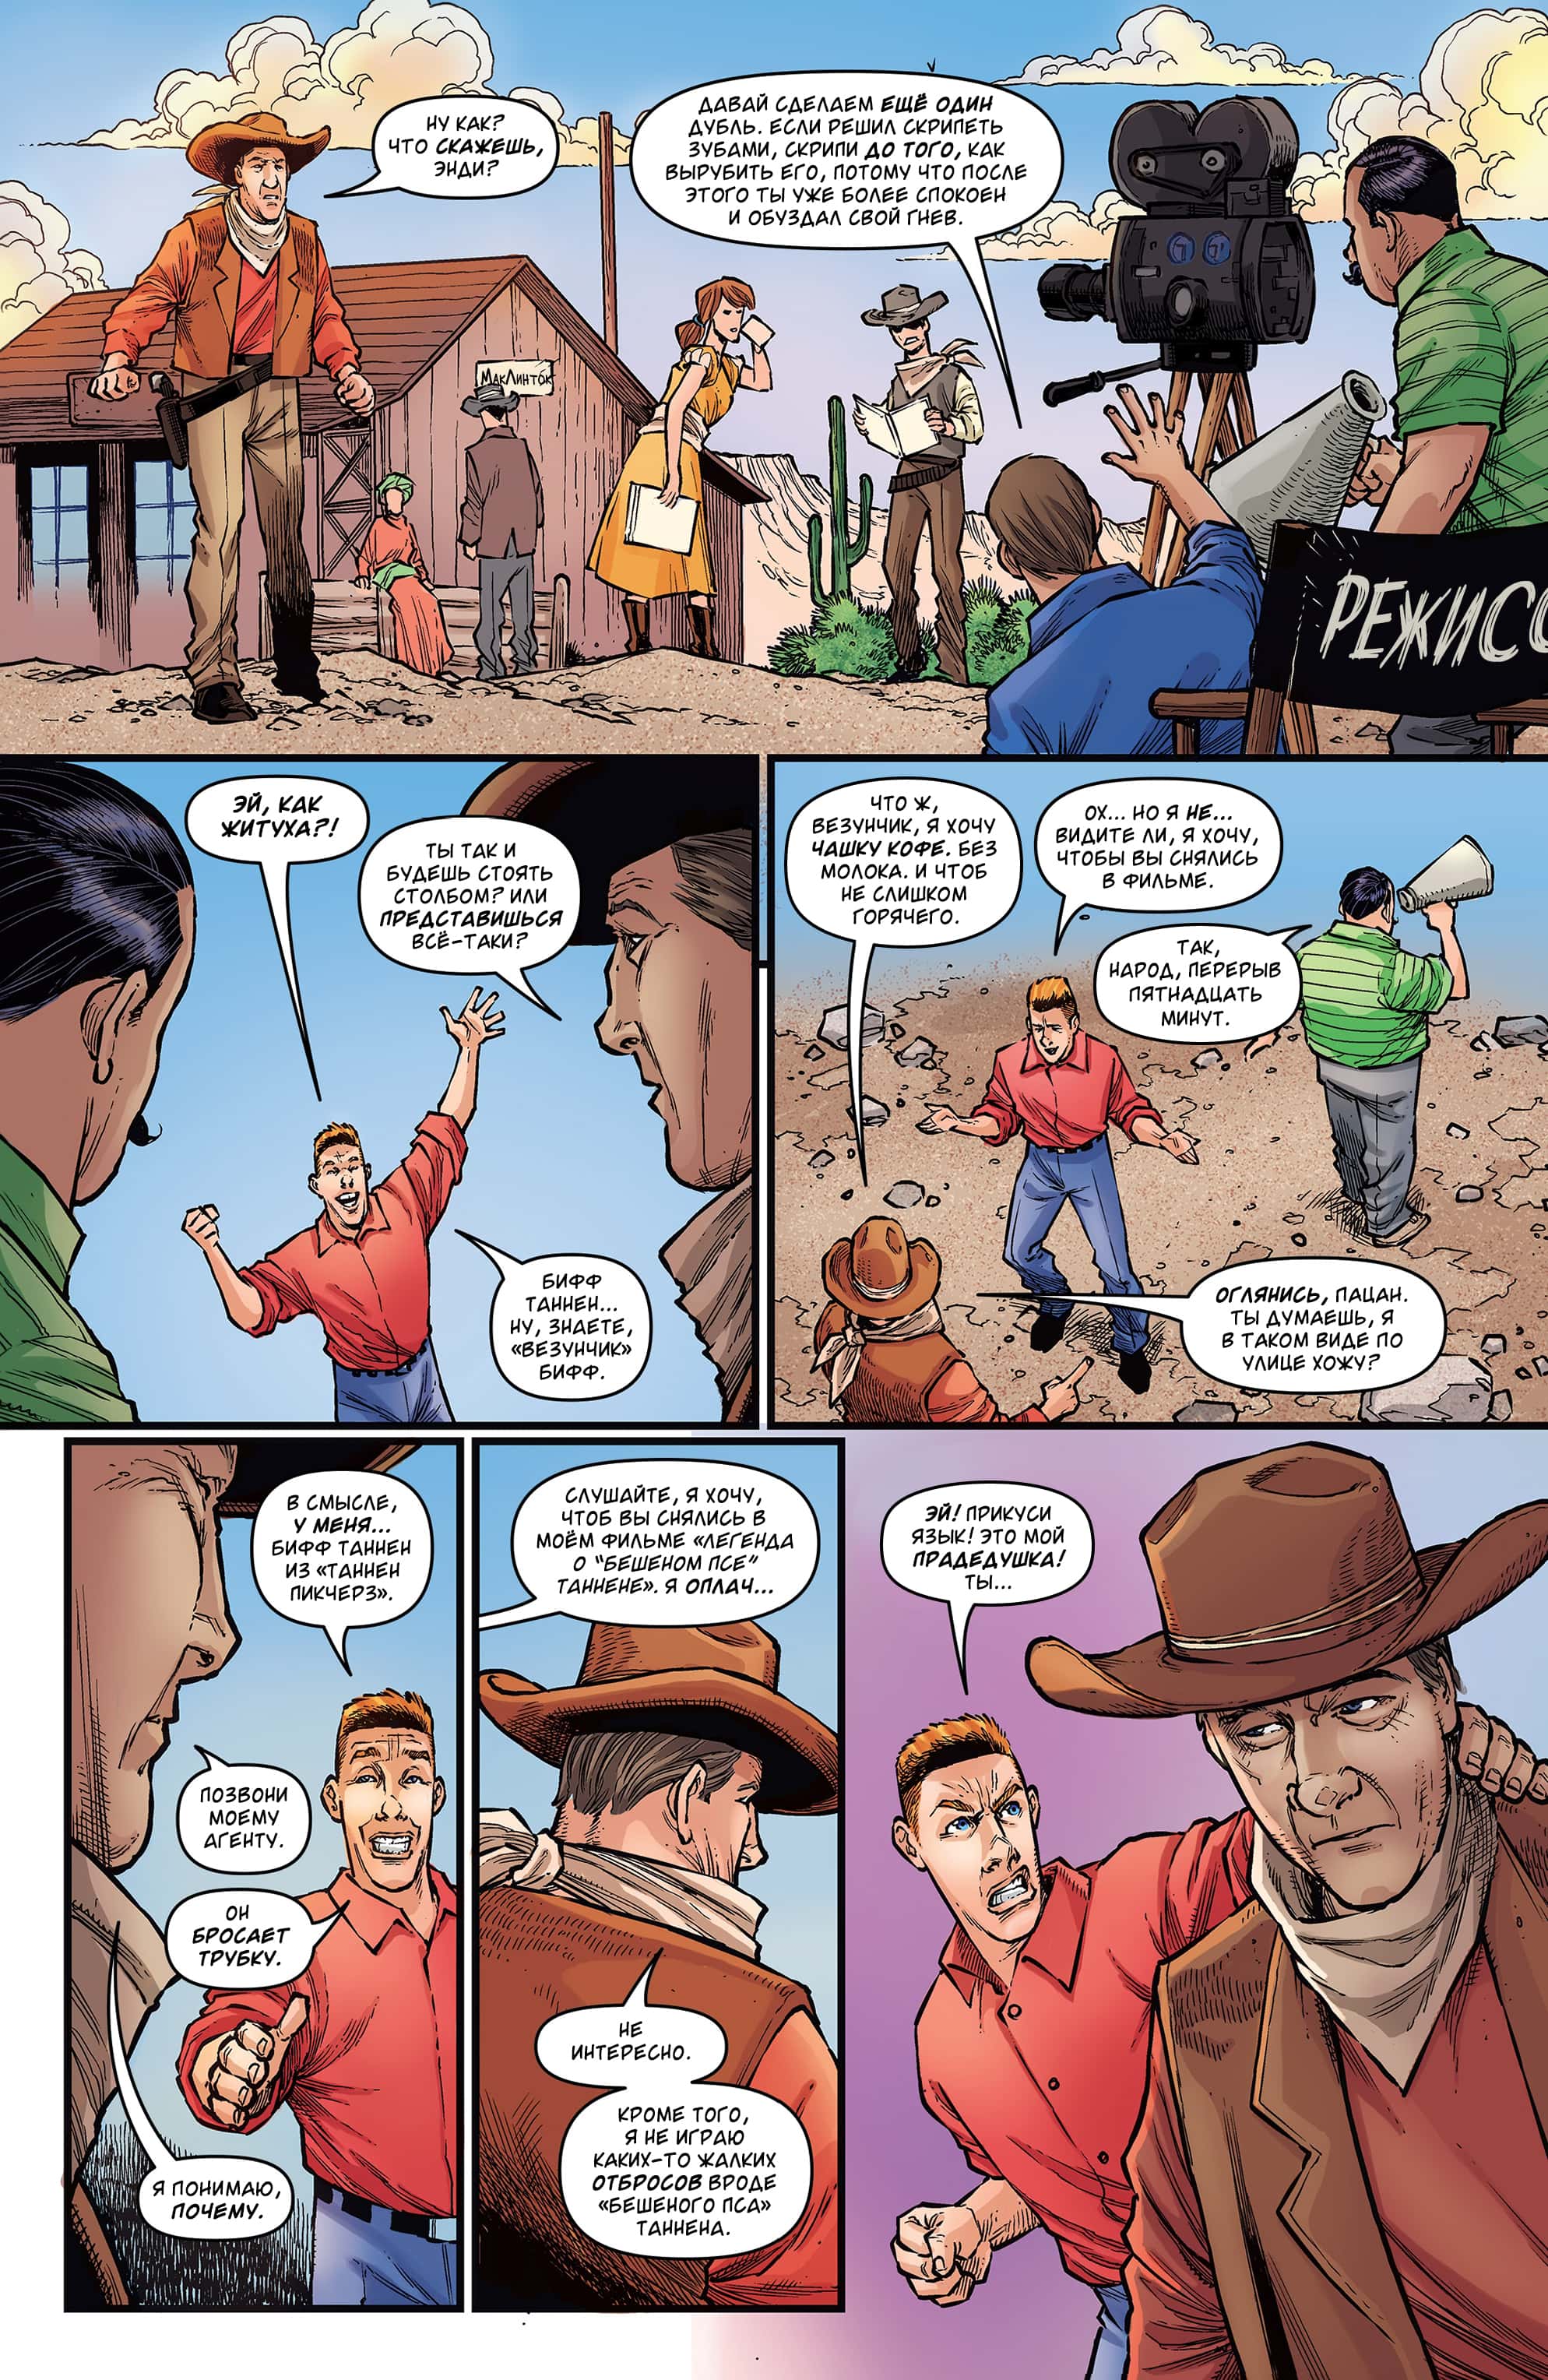 НУ КАК?
ЧТО СКАЖЕШЬ,
ЭНДИ?
ДАВАЙ СДЕЛАЕМ ЕЩЁ ОДИН
ДУБЛЬ. ЕСЛИ РЕШИЛ СКРИПЕТЬ
ЗУБАМИ, СКРИПИ ДО ТОГО, КАК
ВЫРУБИТЬ ЕГО, ПОТОМУ ЧТО ПОСЛЕ
ЭТОГО ТЫ УЖЕ БОЛЕЕ СПОКОЕН
И ОБУЗДАЛ СВОЙ ГНЕВ.
МАКЛИНТОК
РЕЖИСС
ЭЙ, КАК
ЖИТУХА?!
ТЫ ТАК И
БУДЕШЬ СТОЯТЬ
СТОЛБОМ? ИЛИ
ПРЕДСТАВИШЬСЯ
ВСЁ-ТАКИ?
БИФФ
ТАННЕН...
НУ, ЗНАЕТЕ,
«ВЕЗУНЧИК»
БИФФ.
ЧТО Ж,
ВЕЗУНЧИК, Я ХОЧУ
ЧАШКУ КОФЕ. БЕЗ
МОЛОКА. И ЧТОБ
НЕ СЛИШКОМ
ГОРЯЧЕГО.
ОХ... НО Я НЕ...
ВИДИТЕ ЛИ, Я ХОЧУ,
ЧТОБЫ ВЫ СНЯЛИСЬ
В ФИЛЬМЕ.
ТАК,
НАРОД, ПЕРЕРЫВ
ПЯТНАДЦАТЬ
МИНУТ.
ОГЛЯНИСЬ, ПАЦАН.
ТЫ ДУМАЕШЬ, Я
В ТАКОМ ВИДЕ ПО
УЛИЦЕ ХОЖУ?
В СМЫСЛЕ,
У МЕНЯ...
БИФФ ТАННЕН
ИЗ «ТАННЕН
ПИКЧЕРЗ».
ПОЗВОНИ
МОЕМУ
АГЕНТУ.
ОН
БРОСАЕТ
ТРУБКУ.
Я ПОНИМАЮ,
ПОЧЕМУ.
СЛУШАЙТЕ, Я ХОЧУ,
ЧТОБ ВЫ СНЯЛИСЬ В
МОЁМ ФИЛЬМЕ «ЛЕГЕНДА
О "БЕШЕНОМ ПСЕ"
ТАННЕНЕ». Я ОПЛАЧ...
НЕ
ИНТЕРЕСНО.
КРОМЕ ТОГО,
Я НЕ ИГРАЮ
КАКИХ-ТО ЖАЛКИХ
ОТБРОСОВ ВРОДЕ
«БЕШЕНОГО ПСА»
ТАННЕНА.
ЭЙ! ПРИКУСИ
ЯЗЫК! ЭТО МОЙ
ПРАДЕДУШКА!
ТЫ...